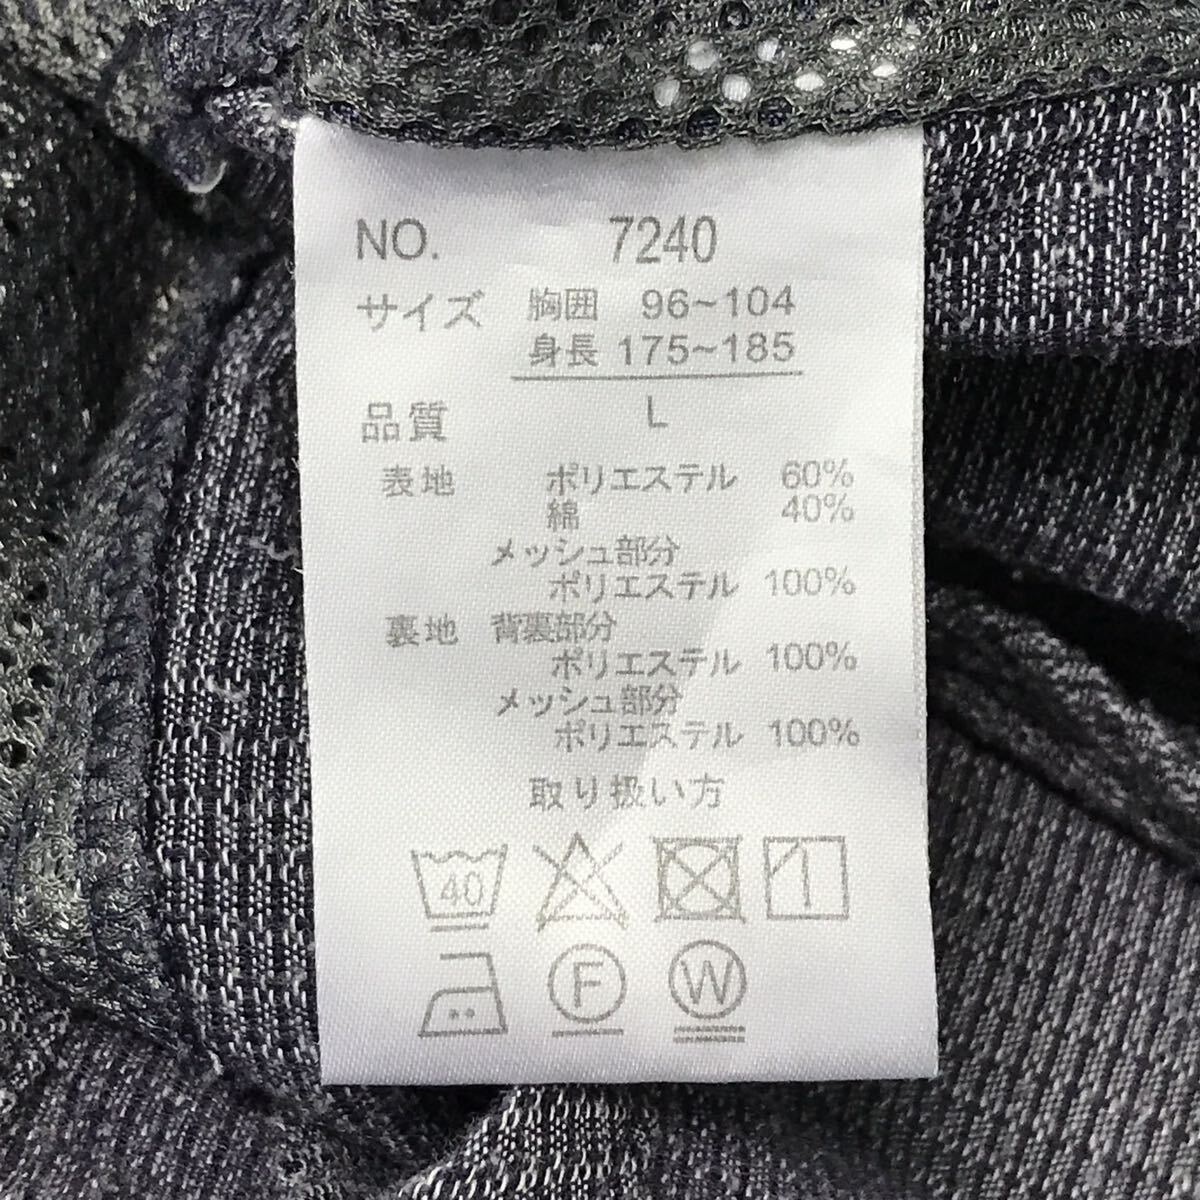 NO. 7240
サイズ 胸囲 96~104
身長 175~185
品質 L
表地 ポリエステル 60%
綿 40%
メッシュ部分
ポリエステル 100%
裏地 背裏部分
ポリエステル 100%
メッシュ部分
ポリエステル 100%
取り扱い方
40
F W